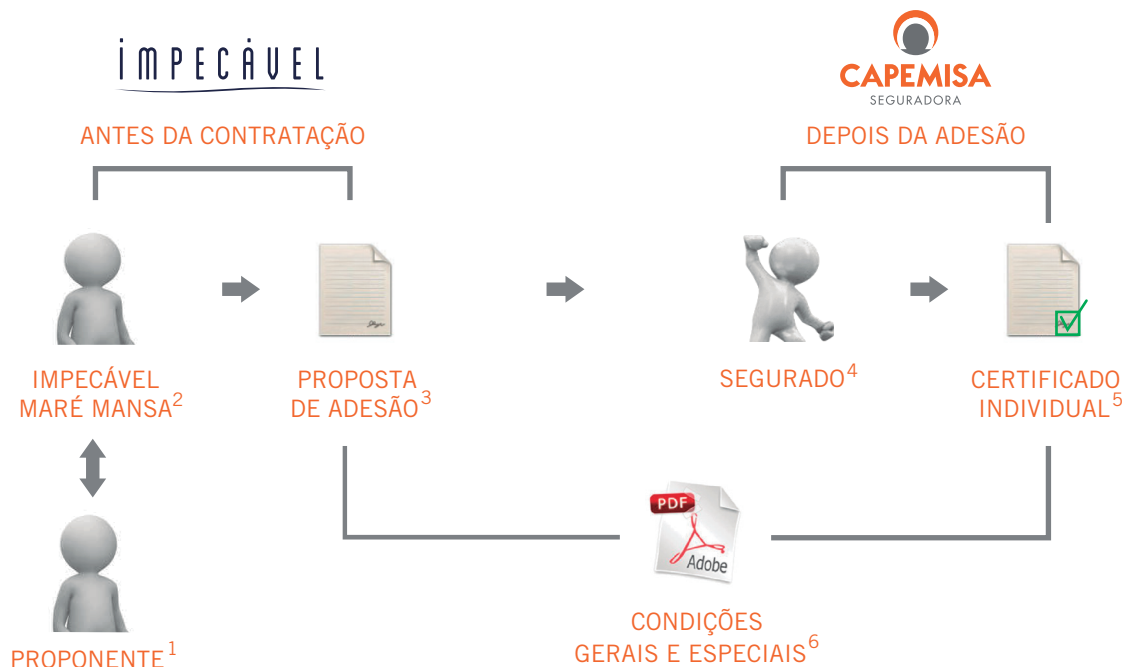 IMPECÁVEL
CAPEMISA
SEGURADORA
ANTES DA CONTRATAÇÃO
DEPOIS DA ADESÃO
IMPECÁVEL
MARÉ MANSA2
PROPOSTA
DE ADESÃO3
SEGURADO4
CERTIFICADO
INDIVIDUAL5
PDF
Adobe
PROPONENTE1
CONDIÇÕES
GERAIS E ESPECIAIS6